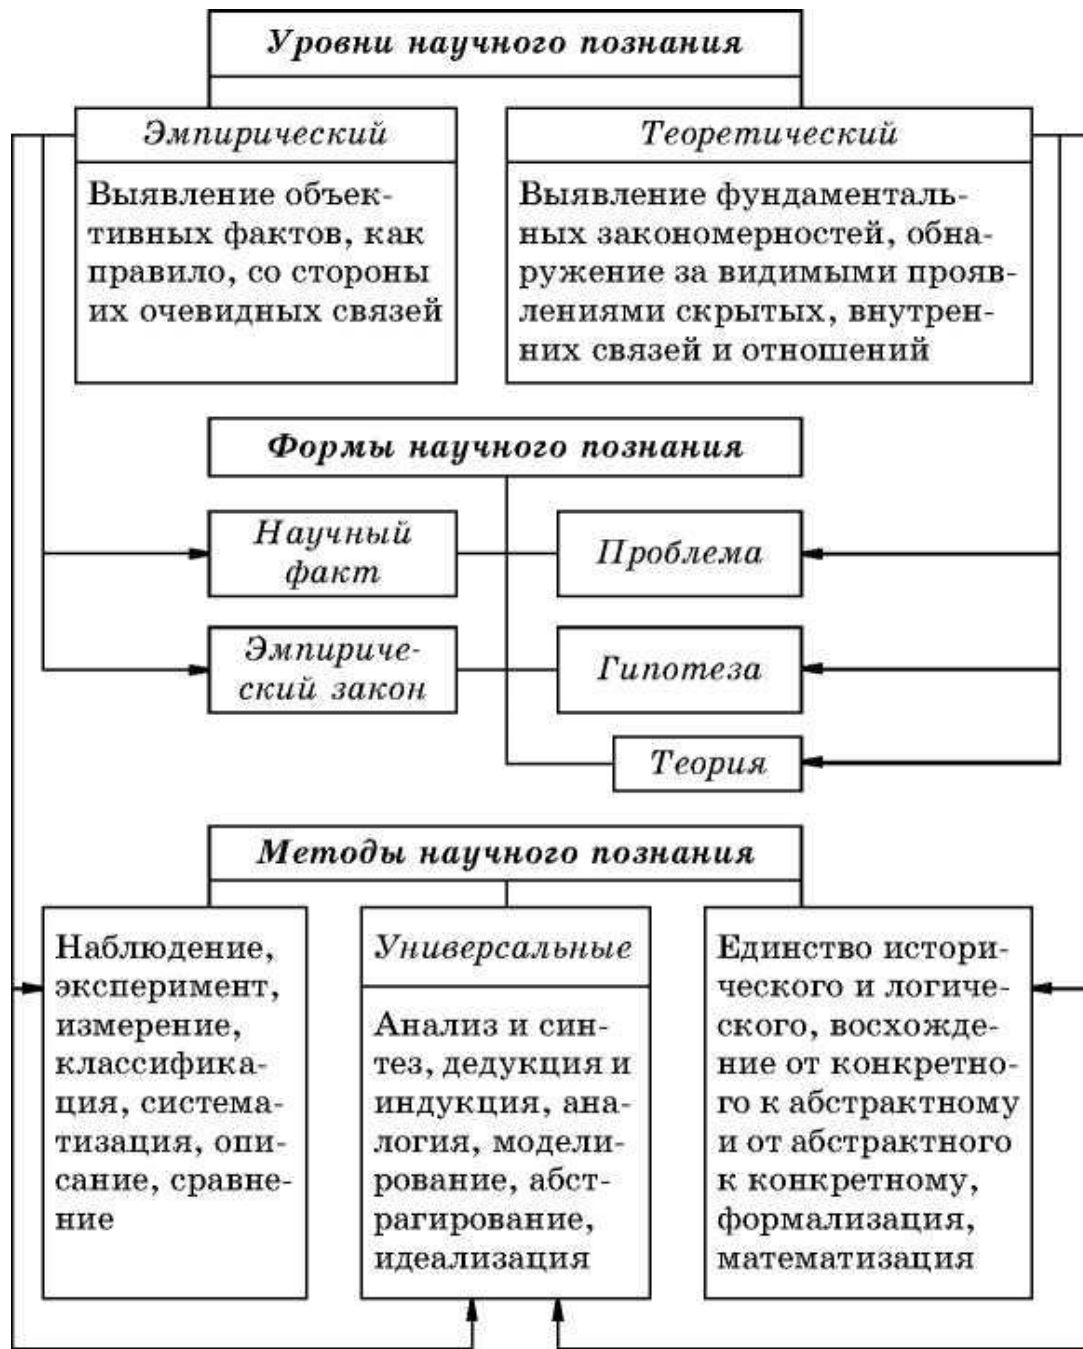 Уровни научного познания
Эмпирический
Выявление объек-
тивных фактов, как
правило, со стороны
их очевидных связей
Теоретический
Выявление фундаменталь-
ных закономерностей, обна-
ружение за видимыми прояв-
лениями скрытых, внутрен-
них связей и отношений
Формы научного познания
Научный
факт
Проблема
Эмпириче-
ский закон
Гипотеза
Теория
Методы научного познания
Наблюдение,
эксперимент,
измерение,
классифика-
ция, система-
тизация, опи-
сание, сравне-
ние
Универсальные
Анализ и син-
тез, дедукция и
индукция, ана-
логия, модели-
рование, абст-
рагирование,
идеализация
Единство истори-
ческого и логиче-
ского, восхожде-
ние от конкретно-
го к абстрактному
и от абстрактного
к конкретному,
формализация,
математизация